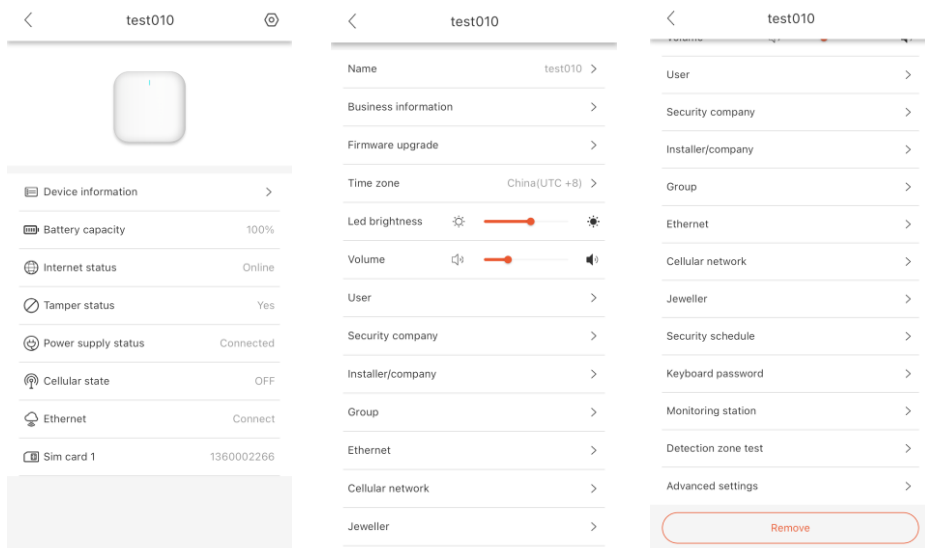 test010
Device information
Battery capacity 100%
Internet status Online
Tamper status Yes
Power supply status Connected
Cellular state OFF
Ethernet Connect
Sim card 1 1360002266
test010
Name test010
Business information
Firmware upgrade
Time zone China(UTC +8)
Led brightness
Volume
User
Security company
Installer/company
Group
Ethernet
Cellular network
Jeweller
test010
Volume
User
Security company
Installer/company
Group
Ethernet
Cellular network
Jeweller
Security schedule
Keyboard password
Monitoring station
Detection zone test
Advanced settings
Remove